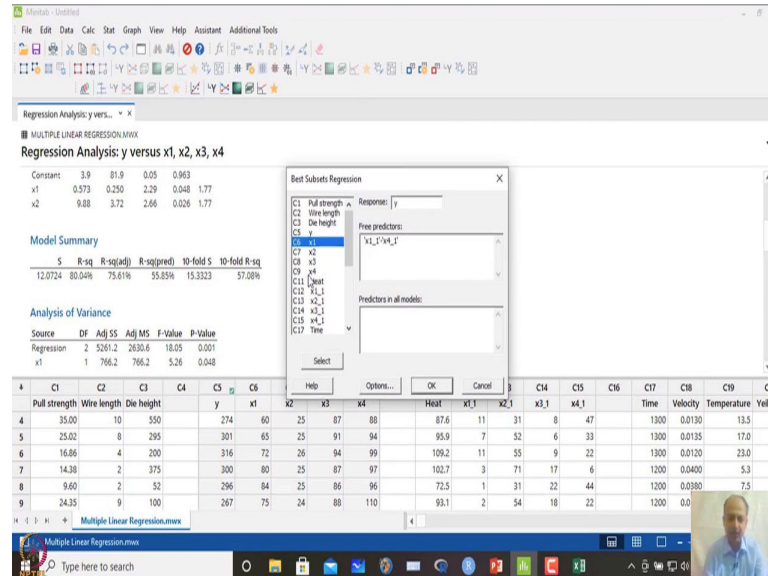 Minitab - Untitled
File Edit Data Calc Stat Graph View Help Assistant Additional Tools
Regression Analysis: y vers...
MULTIPLE LINEAR REGRESSION.MWX
Regression Analysis: y versus x1, x2, x3, x4
Constant 3.9 81.9 0.05 0.963
x1 0.573 0.250 2.29 0.048 1.77
x2 9.88 3.72 2.66 0.026 1.77
Model Summary
S R-sq R-sq(adj) R-sq(pred) 10-fold S 10-fold R-sq
12.0724 80.04% 75.61% 55.85% 15.3323 57.08%
Analysis of Variance
Source DF Adj SS Adj MS F-Value P-Value
Regression 2 5261.2 2630.6 18.05 0.001
x1 1 766.2 766.2 5.26 0.048
Best Subsets Regression
C1 Pull strength
C2 Wire length
C3 Die height
C5 y
C6 x1
C7 x2
C8 x3
C9 x4
C11 Heat
C12 x1_1
C13 x2_1
C14 x3_1
C15 x4_1
C17 Time
Response: y
Free predictors:
'x1_1'-'x4_1'
Predictors in all models:
Select
Help Options... OK Cancel
C1 C2 C3 C4 C5 C6 C14 C15 C16 C17 C18 C19
Pull strength Wire length Die height y x1 x2 x3 x4 Heat x1_1 x2_1 x3_1 x4_1 Time Velocity Temperature Yeil
4 35.00 10 550 274 60 25 87 88 87.6 11 31 8 47 1300 0.0130 13.5
5 25.02 8 295 301 65 25 91 94 95.9 7 52 6 33 1300 0.0135 17.0
6 16.86 4 200 316 72 26 94 99 109.2 11 55 9 22 1300 0.0120 23.0
7 14.38 2 375 300 80 25 87 97 102.7 3 71 17 6 1200 0.0400 5.3
8 9.60 2 52 296 84 25 86 96 72.5 1 31 22 44 1200 0.0380 7.5
9 24.35 9 100 267 75 24 88 110 93.1 2 54 18 22 1200
Multiple Linear Regression.mwx
Multiple Linear Regression.mwx
Type here to search
NPTEL